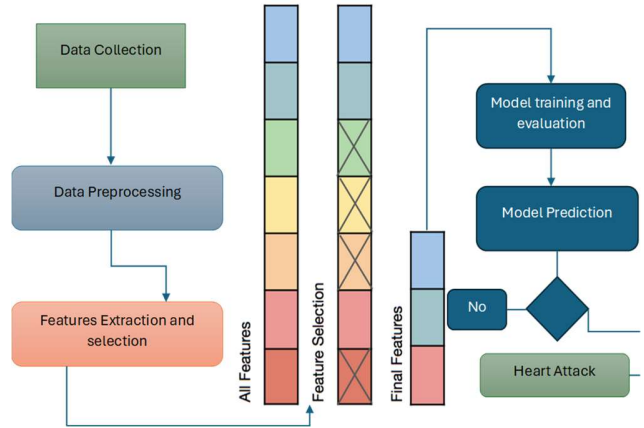 Data Collection
Data Preprocessing
Features Extraction and
selection
All Features
Feature Selection
Final Features
Model training and
evaluation
Model Prediction
No
Heart Attack